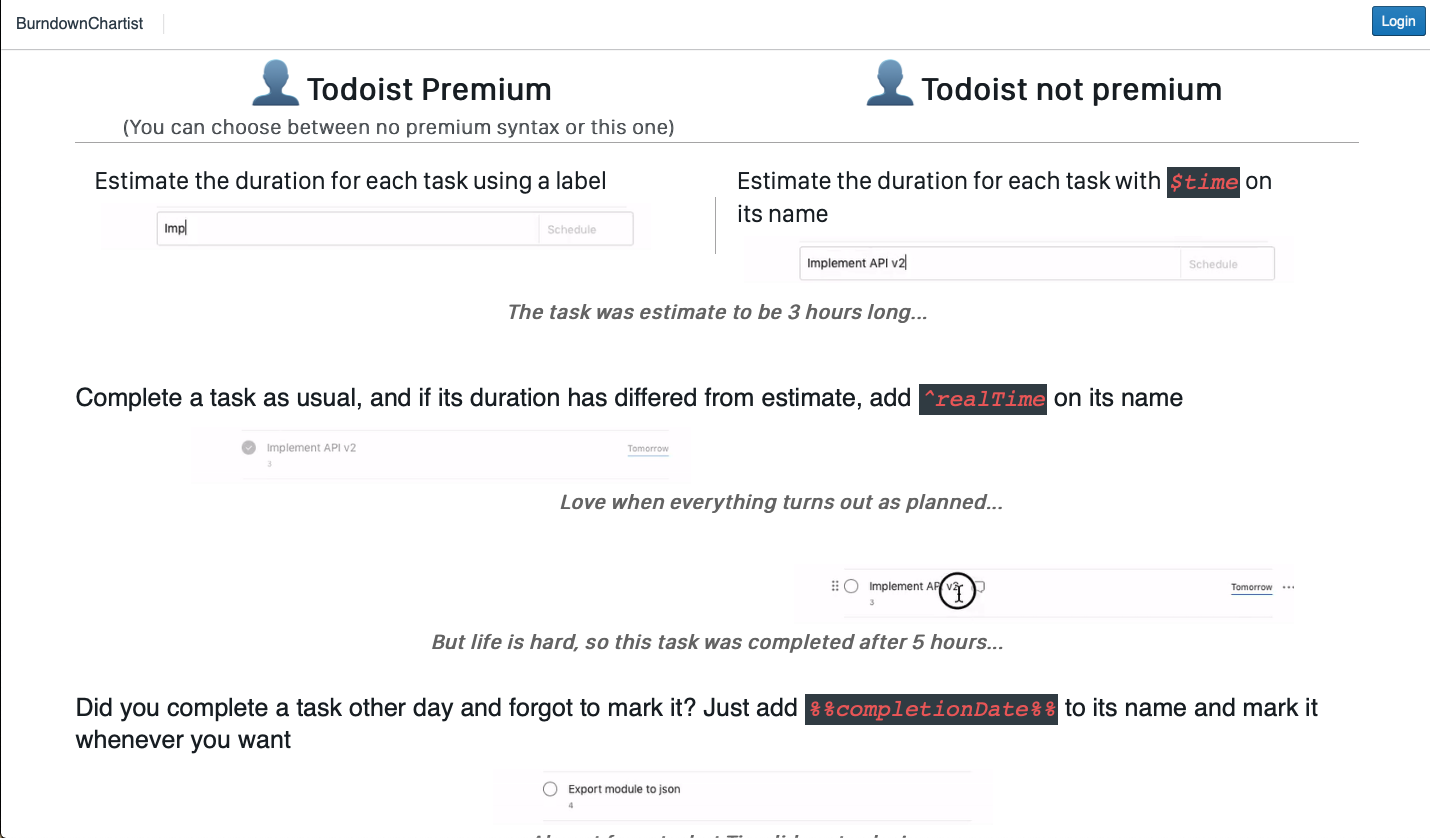 BurndownChartist
Login
Todoist Premium
(You can choose between no premium syntax or this one)
Todoist not premium
Estimate the duration for each task using a label
Imp
Schedule
Estimate the duration for each task with $time on
its name
Implement API v2
Schedule
The task was estimate to be 3 hours long...
Complete a task as usual, and if its duration has differed from estimate, add ^realTime on its name
Implement API v2
Tomorrow
3
Love when everything turns out as planned...
Implement API v2
Tomorrow
3
But life is hard, so this task was completed after 5 hours...
Did you complete a task other day and forgot to mark it? Just add %%completionDate%% to its name and mark it
whenever you want
Export module to json
4